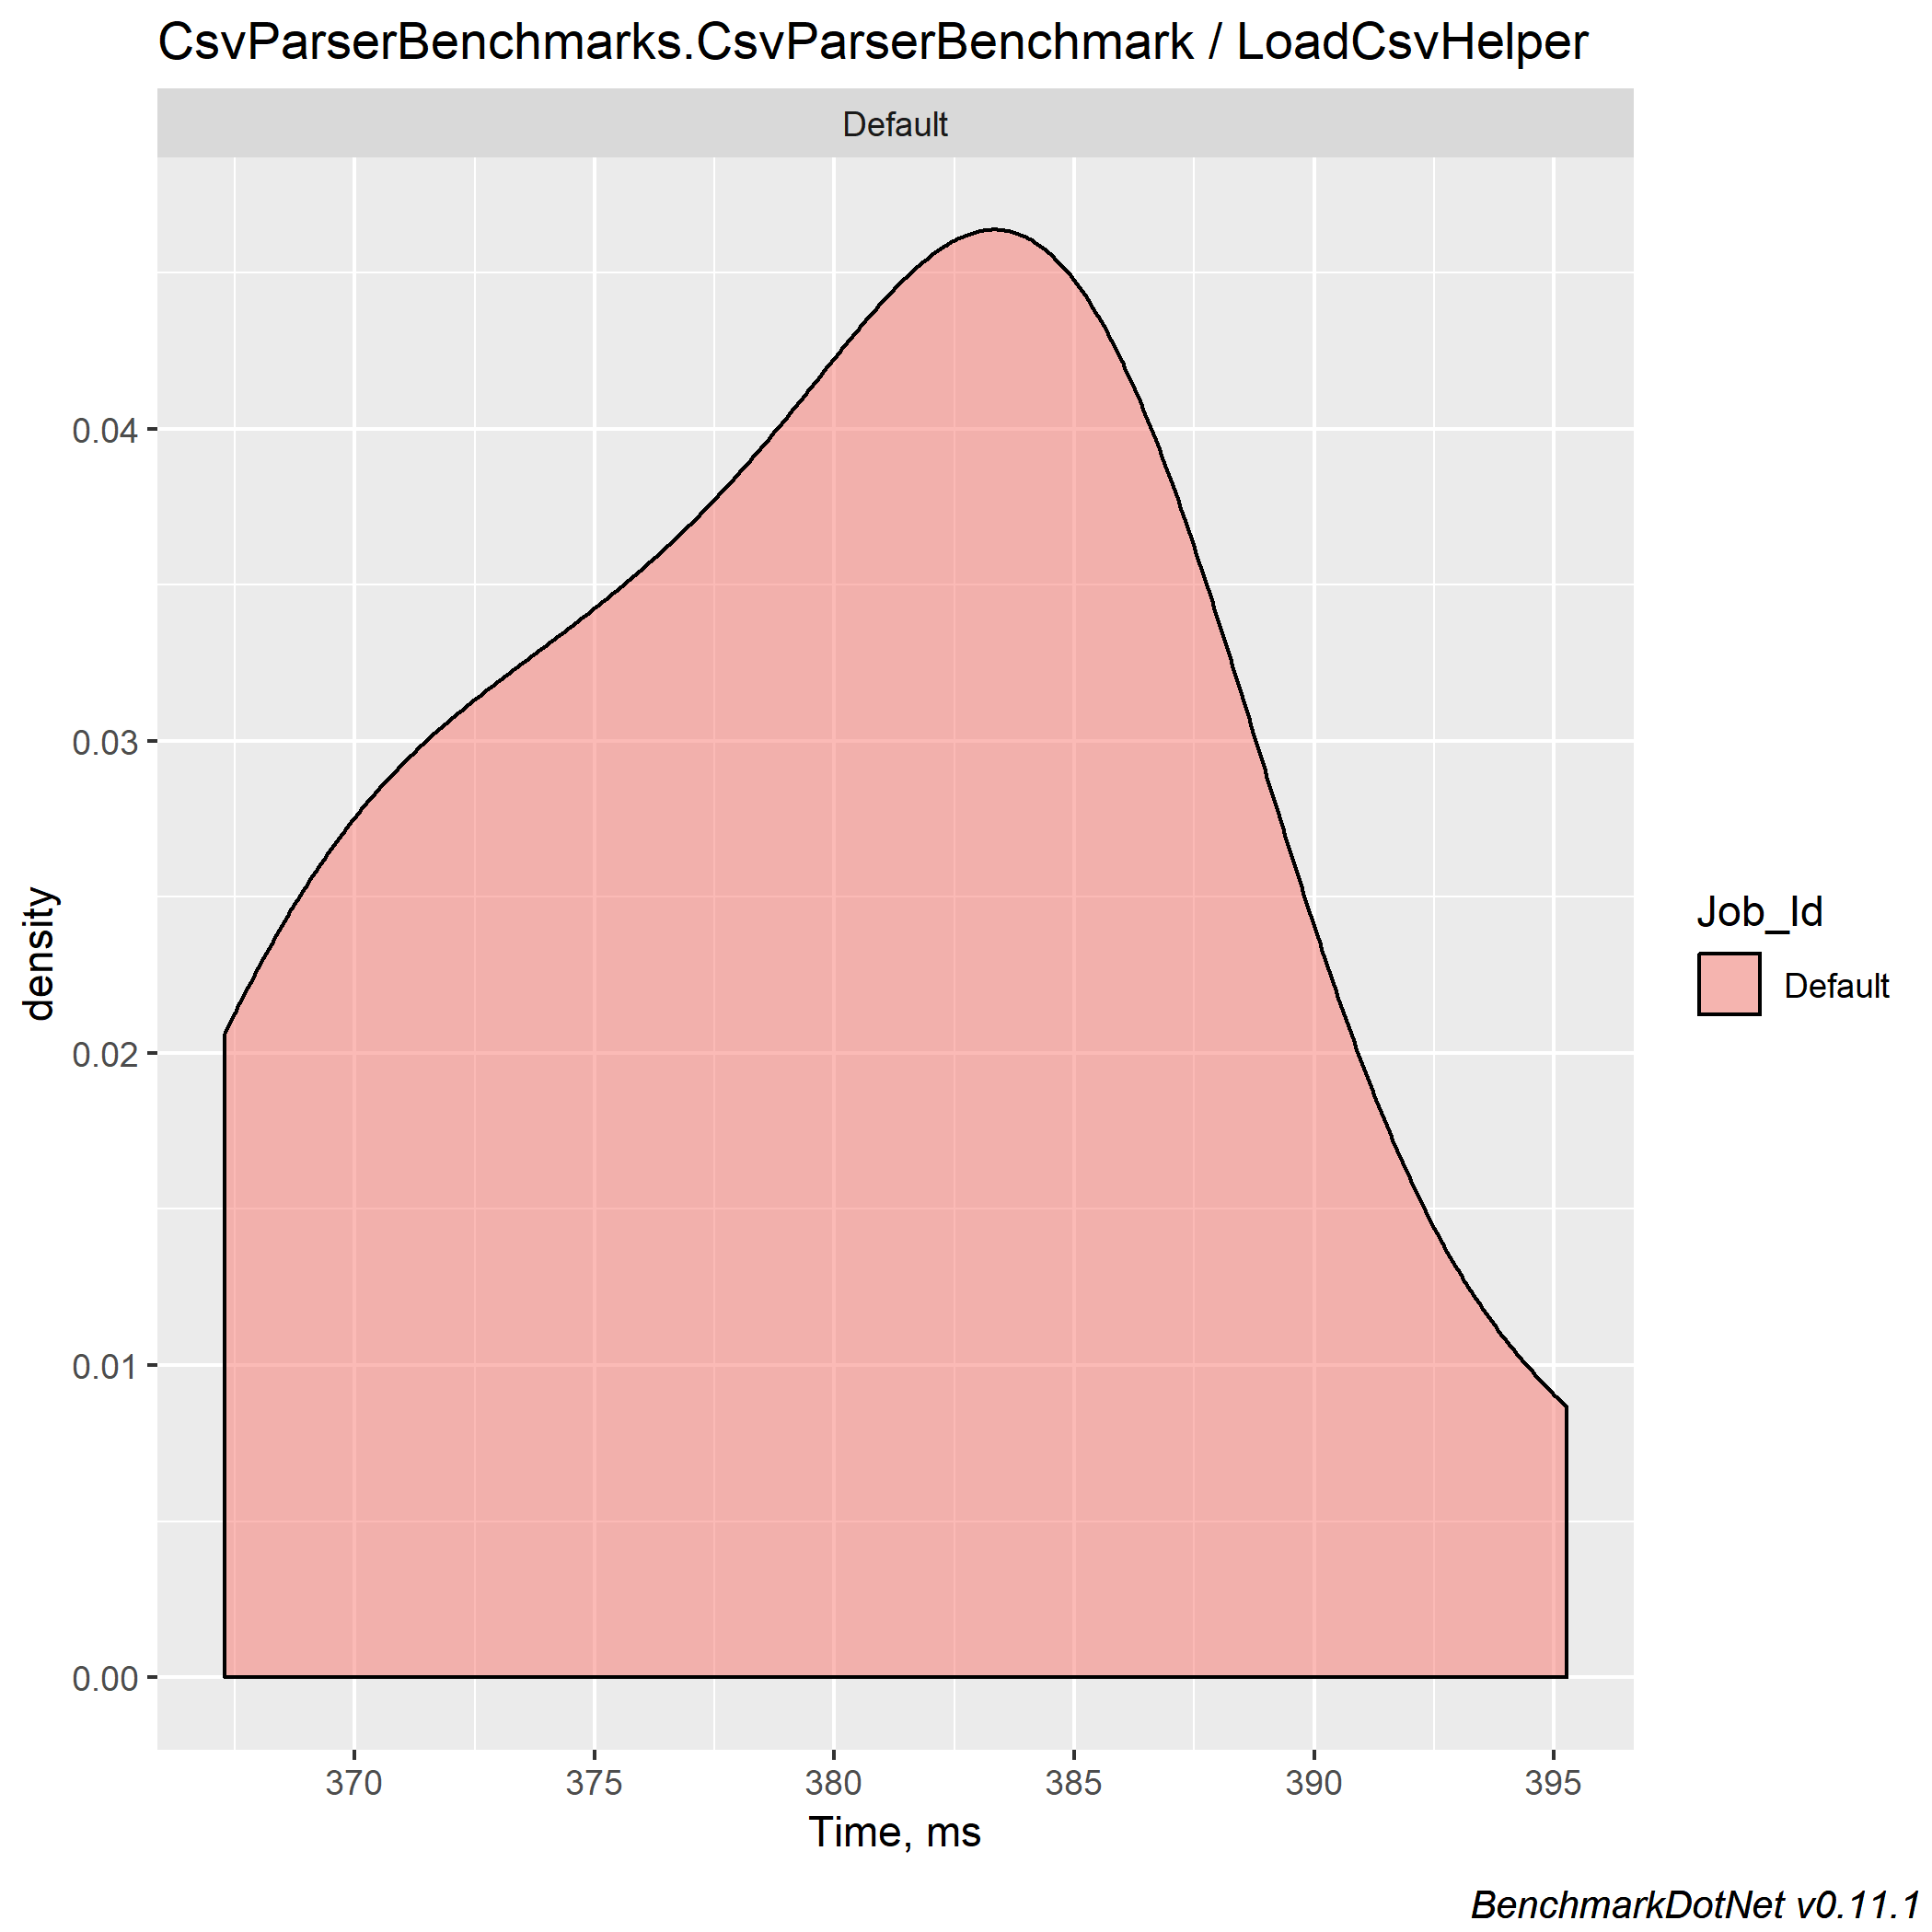 CsvParserBenchmarks.CsvParserBenchmark / LoadCsvHelper
Default
density
0.04
0.03
0.02
0.01
0.00
370 375 380 385 390 395
Time, ms
Job_Id
Default
BenchmarkDotNet v0.11.1